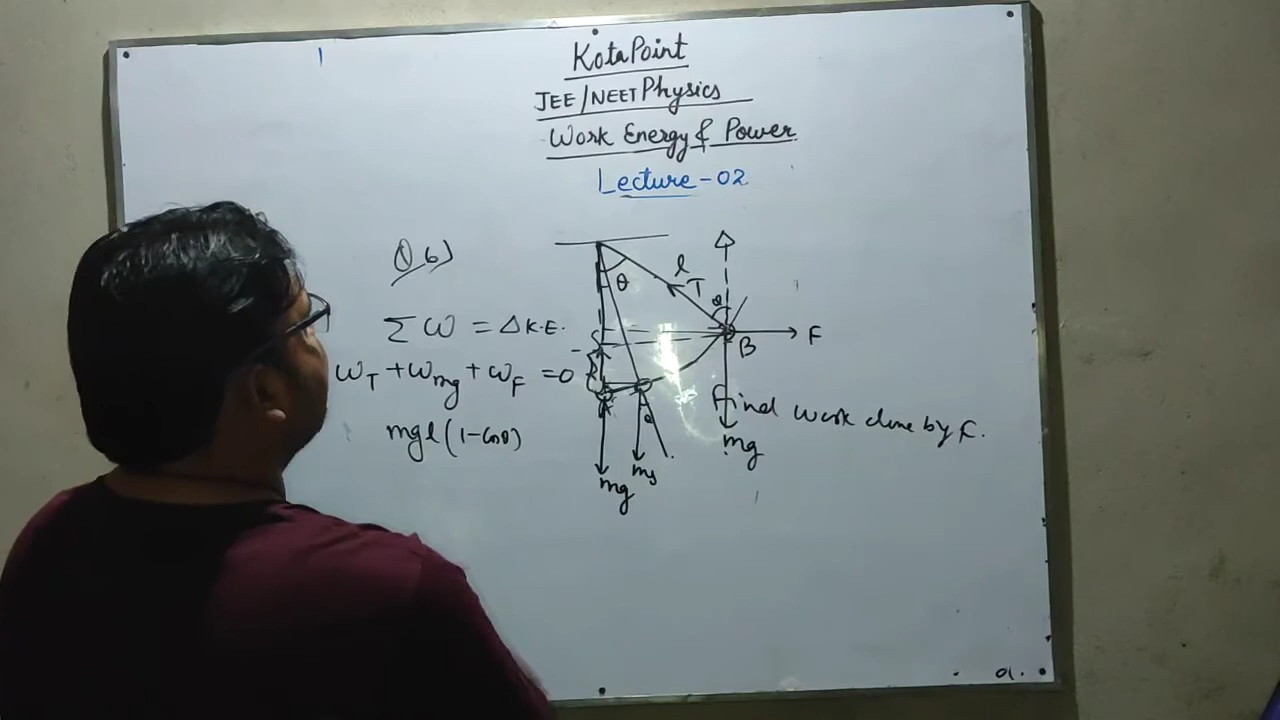 KotaPoint
JEE/NEET Physics
Work Energy & Power
Lecture-02
Q6)
θ
l
T
θ
B
F
∑ω = ΔK.E.
ω_T + ω_mg + ω_F = 0
mgl(1-cosθ)
A
θ
Find work done by F.
mg
mg
mg